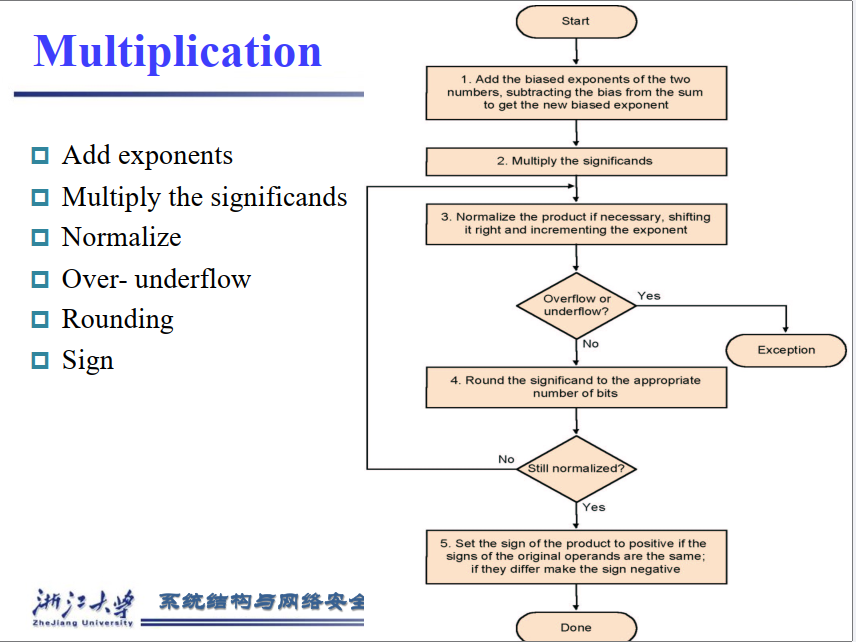 Multiplication
Add exponents
Multiply the significands
Normalize
Over- underflow
Rounding
Sign
浙江大学
ZheJiang University
系统结构与网络安全
Start
1. Add the biased exponents of the two
numbers, subtracting the bias from the sum
to get the new biased exponent
2. Multiply the significands
3. Normalize the product if necessary, shifting
it right and incrementing the exponent
Overflow or
underflow?
Yes
Exception
No
4. Round the significand to the appropriate
number of bits
No
Still normalized?
Yes
5. Set the sign of the product to positive if the
signs of the original operands are the same;
if they differ make the sign negative
Done